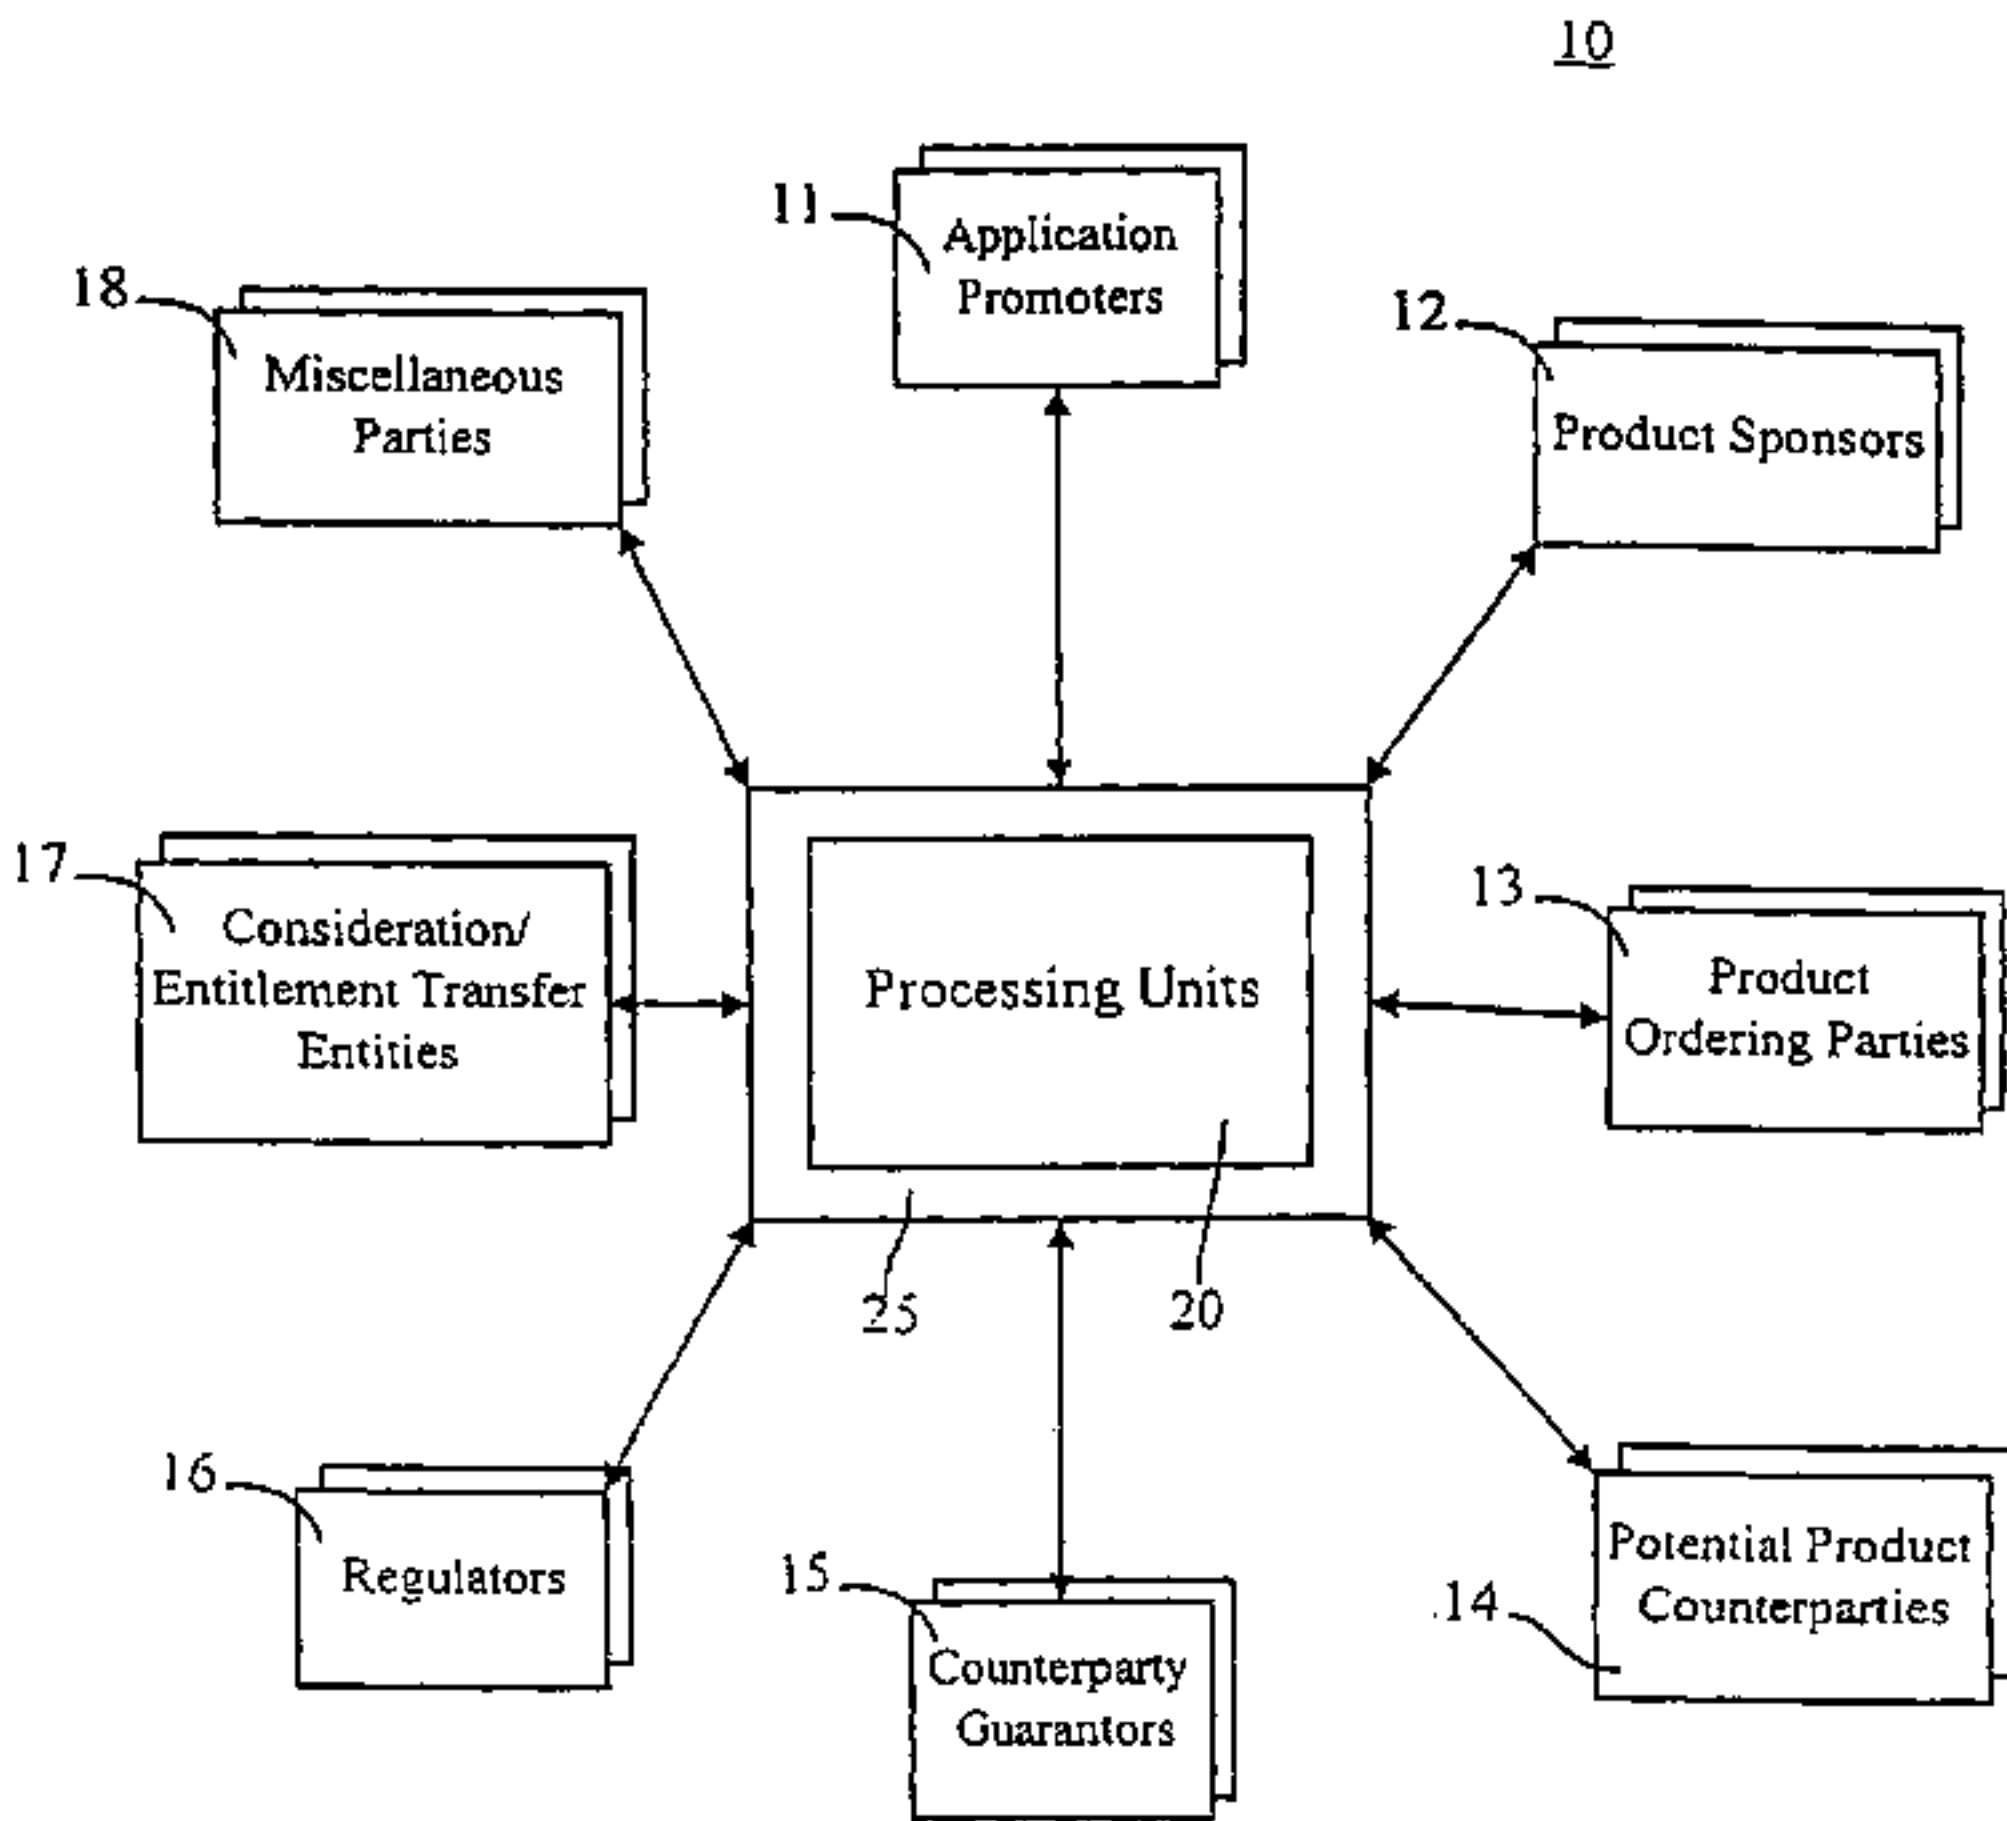 10
11
Application
Promoters
18
Miscellaneous
Parties
12
Product Sponsors
17
Consideration/
Entitlement Transfer
Entities
Processing Units
13
Product
Ordering Parties
25
20
16
Regulators
15
Counterparty
Guarantors
14
Potential Product
Counterparties